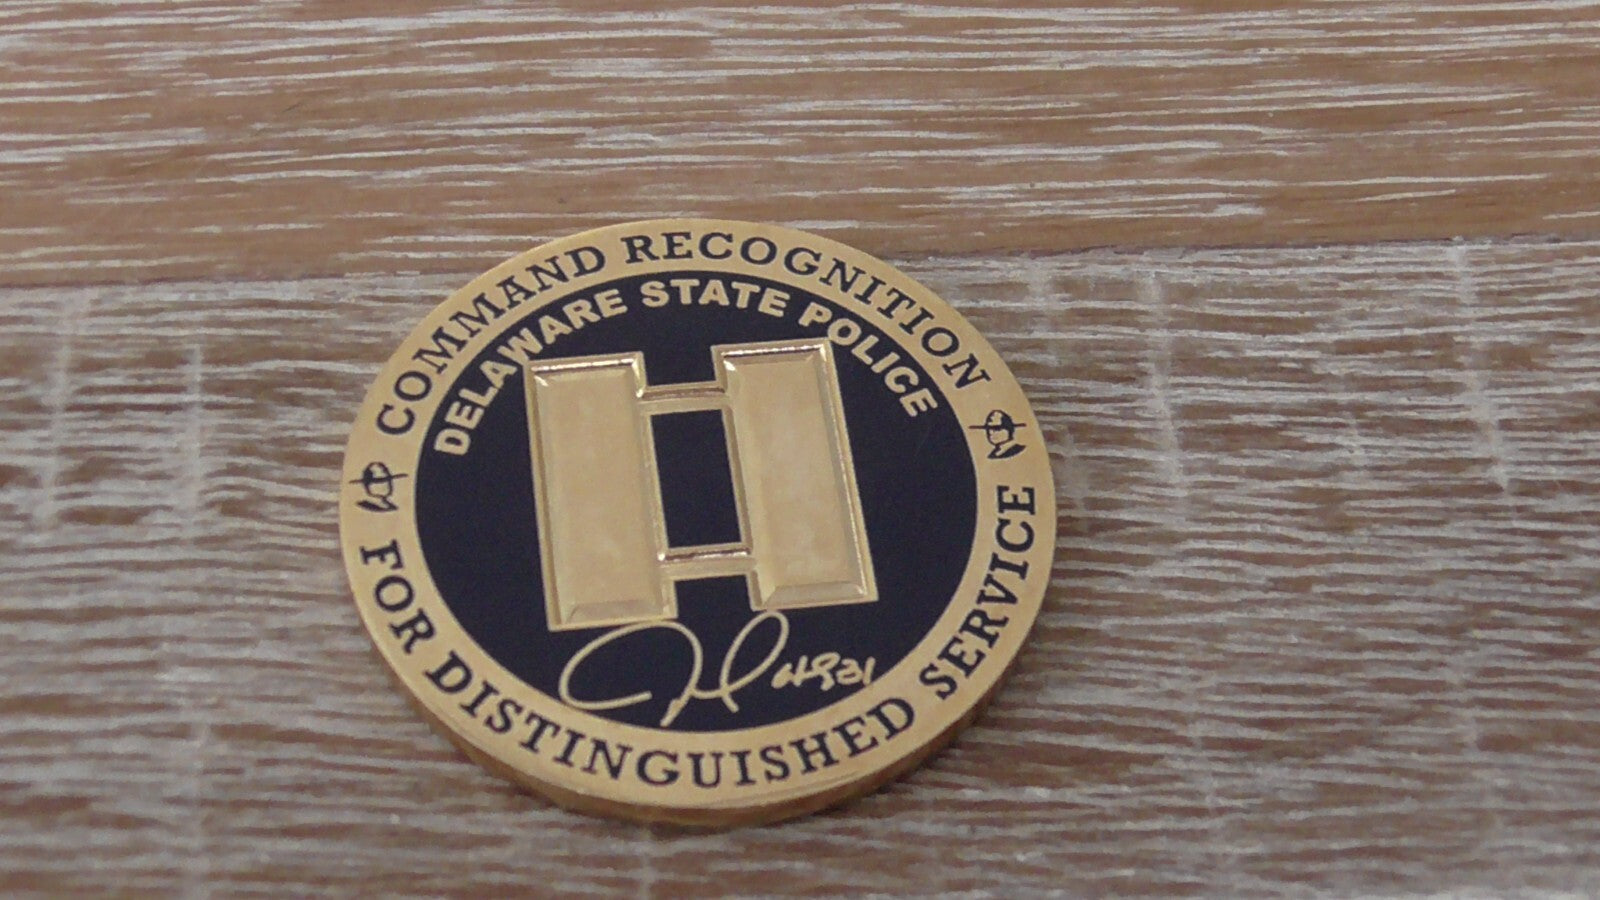 COMMAND RECOGNITION
DELAWARE STATE POLICE
FOR DISTINGUISHED SERVICE